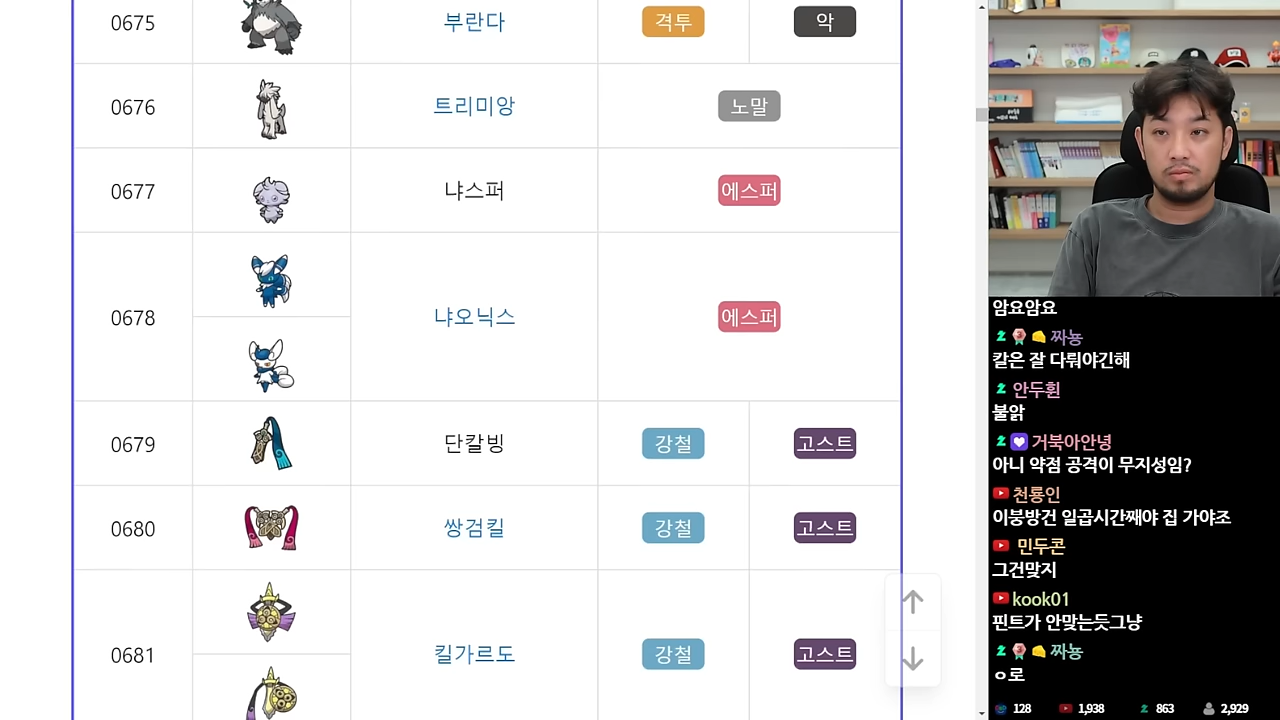 0675 부란다 격투 악
0676 트리미앙 노말
0677 냐스퍼 에스퍼
0678 냐오닉스 에스퍼
0679 단칼빙 강철 고스트
0680 쌍검킬 강철 고스트
0681 킬가르도 강철 고스트
암요암요
짜뇽
칼은 잘 다뤄야긴해
안두훤
불앍
거북아안녕
아니 약점 공격이 무지성임?
천룡인
이붕방건 일곱시간째야 집 가야조
민두콘
그건맞지
kook01
핀트가 안맞는듯그냥
짜뇽
ㅇ로
128 1,938 863 2,929